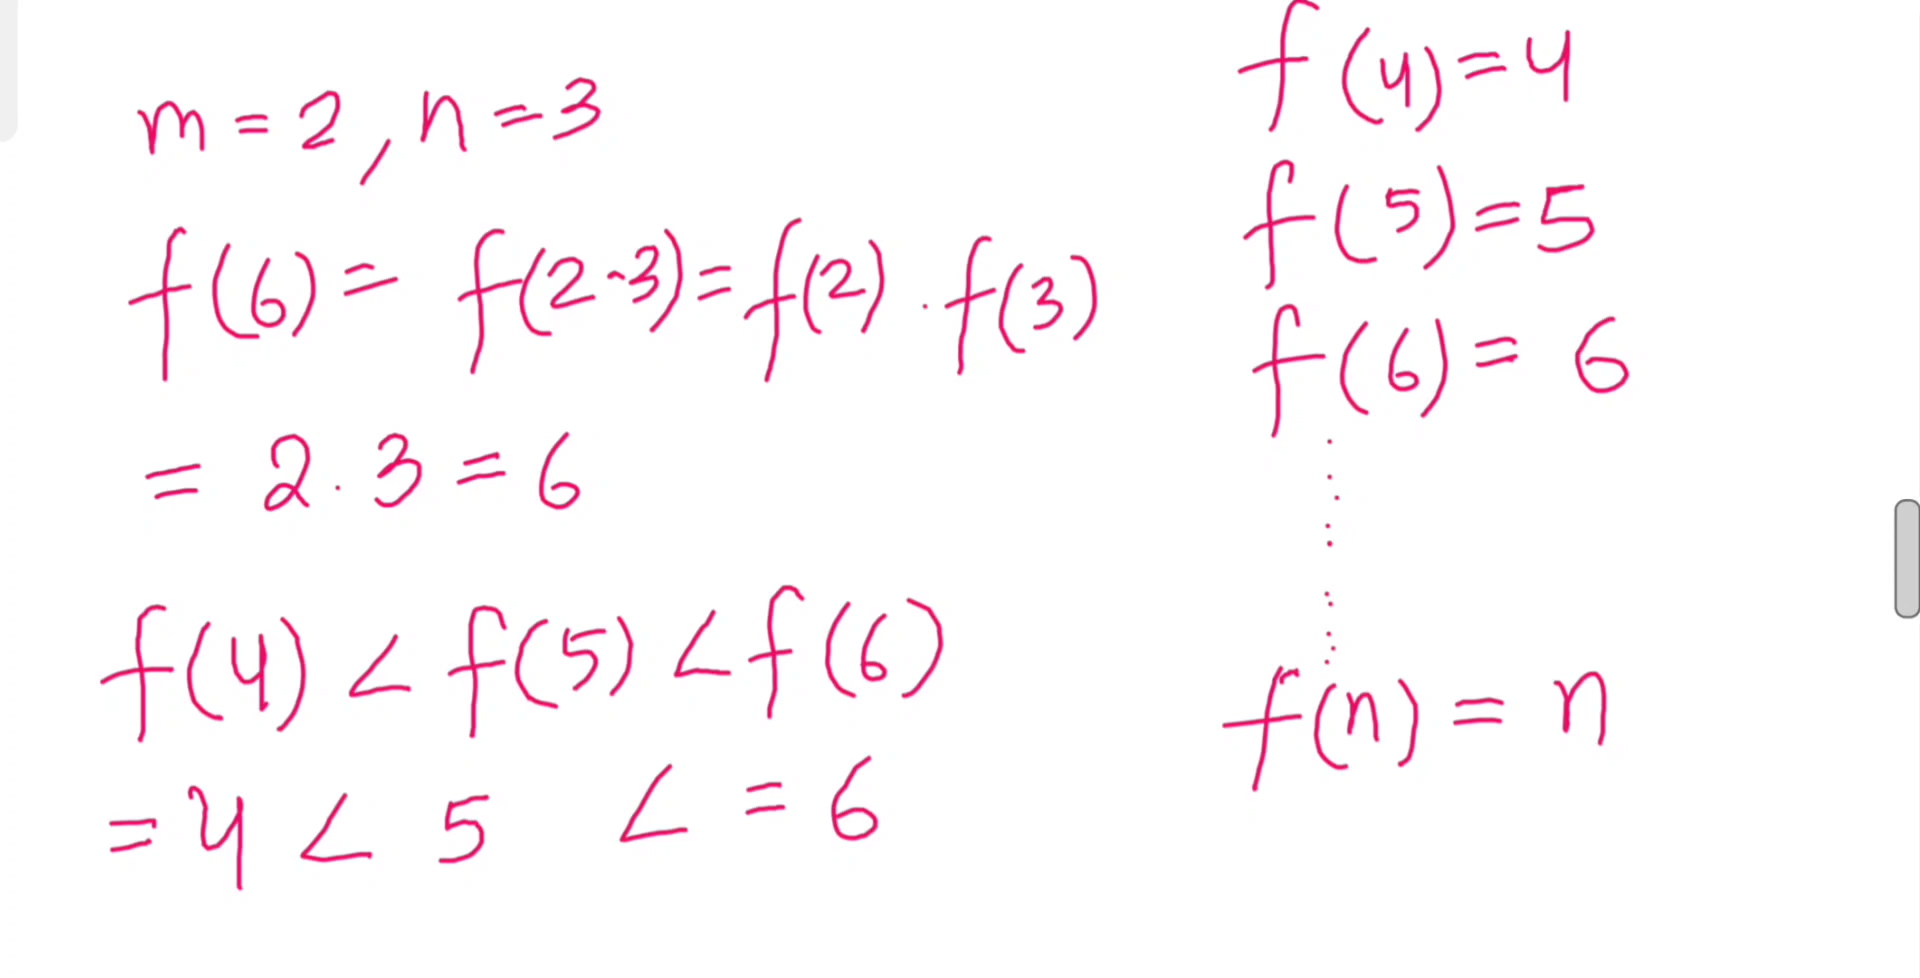 m = 2, n = 3
f(6) = f(2·3) = f(2) · f(3)
= 2 . 3 = 6
f(4) < f(5) < f(6)
= 4 < 5 < = 6
f(4) = 4
f(5) = 5
f(6) = 6
f(n) = n